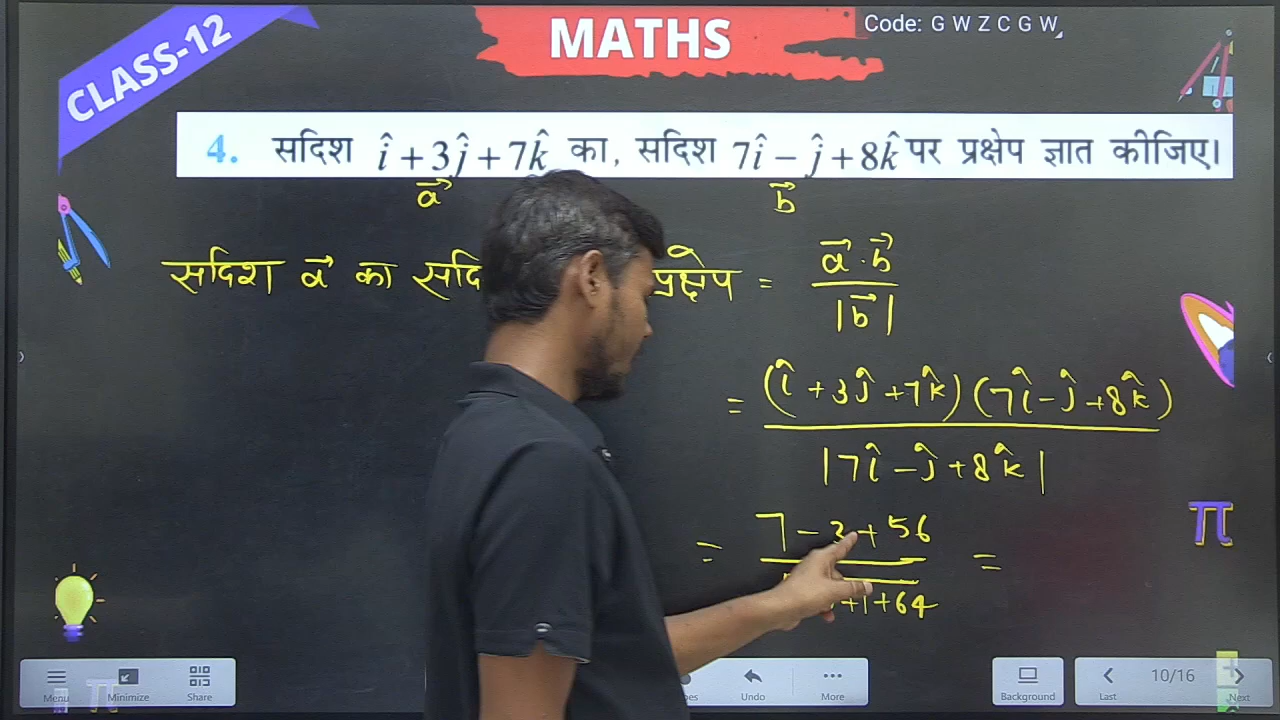 CLASS-12
MATHS
Code: G W Z C G W
4. सदिश î + 3ĵ + 7k̂ का, सदिश 7î − ĵ + 8k̂ पर प्रक्षेप ज्ञात कीजिए।
a⃗ b⃗
सदिश a⃗ का प्रक्षेप = a⃗ · b⃗ / |b⃗|
= (î + 3ĵ + 7k̂) (7î − ĵ + 8k̂) / |7î − ĵ + 8k̂|
= 7 − 3 + 56 / +1+64 =
π
Menu Minimize Share Undo More Background Last 10/16 Next